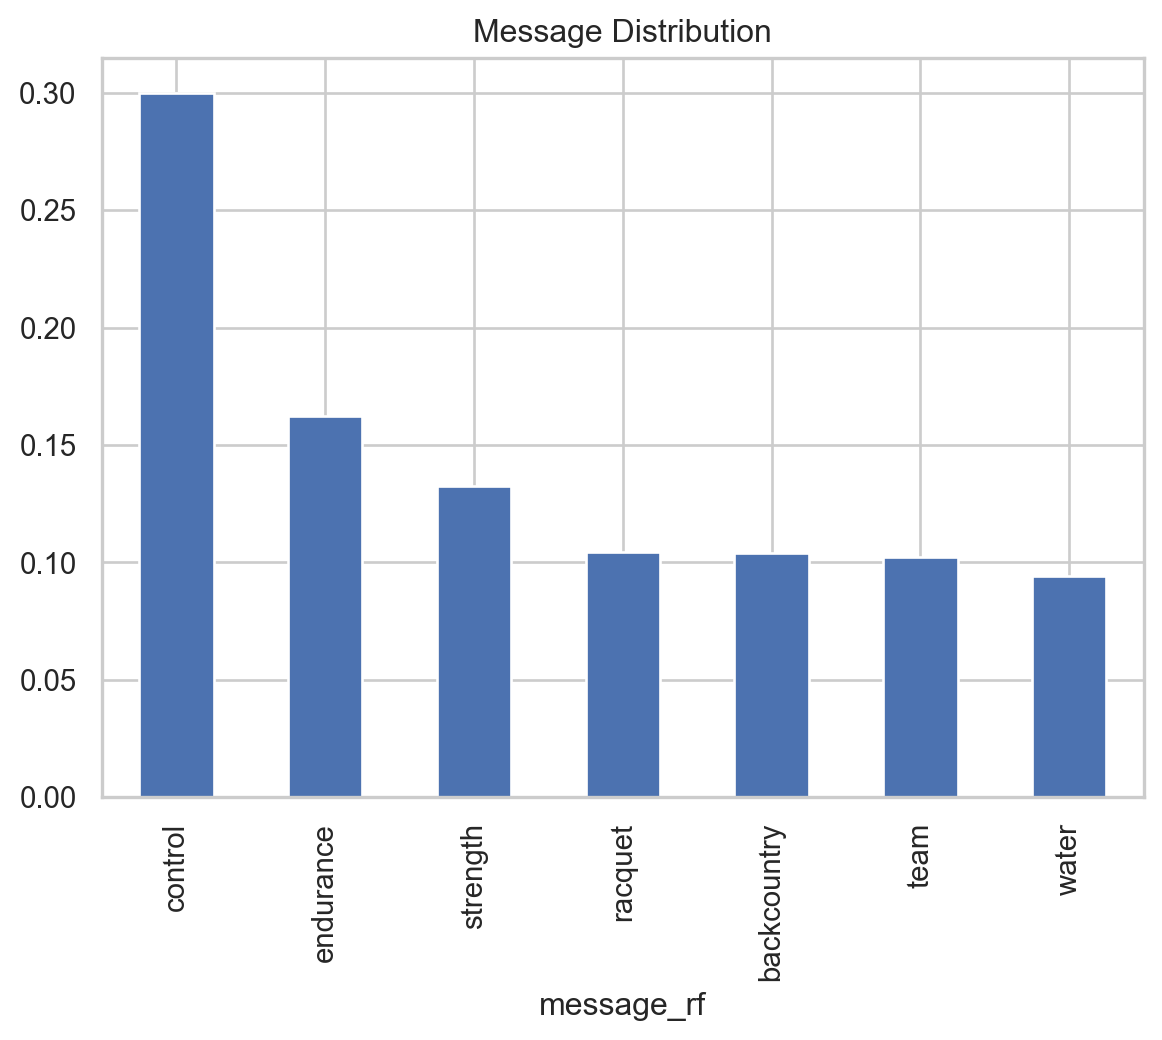 Message Distribution
0.30
0.25
0.20
0.15
0.10
0.05
0.00
control
endurance
strength
racquet
backcountry
team
water
message_rf